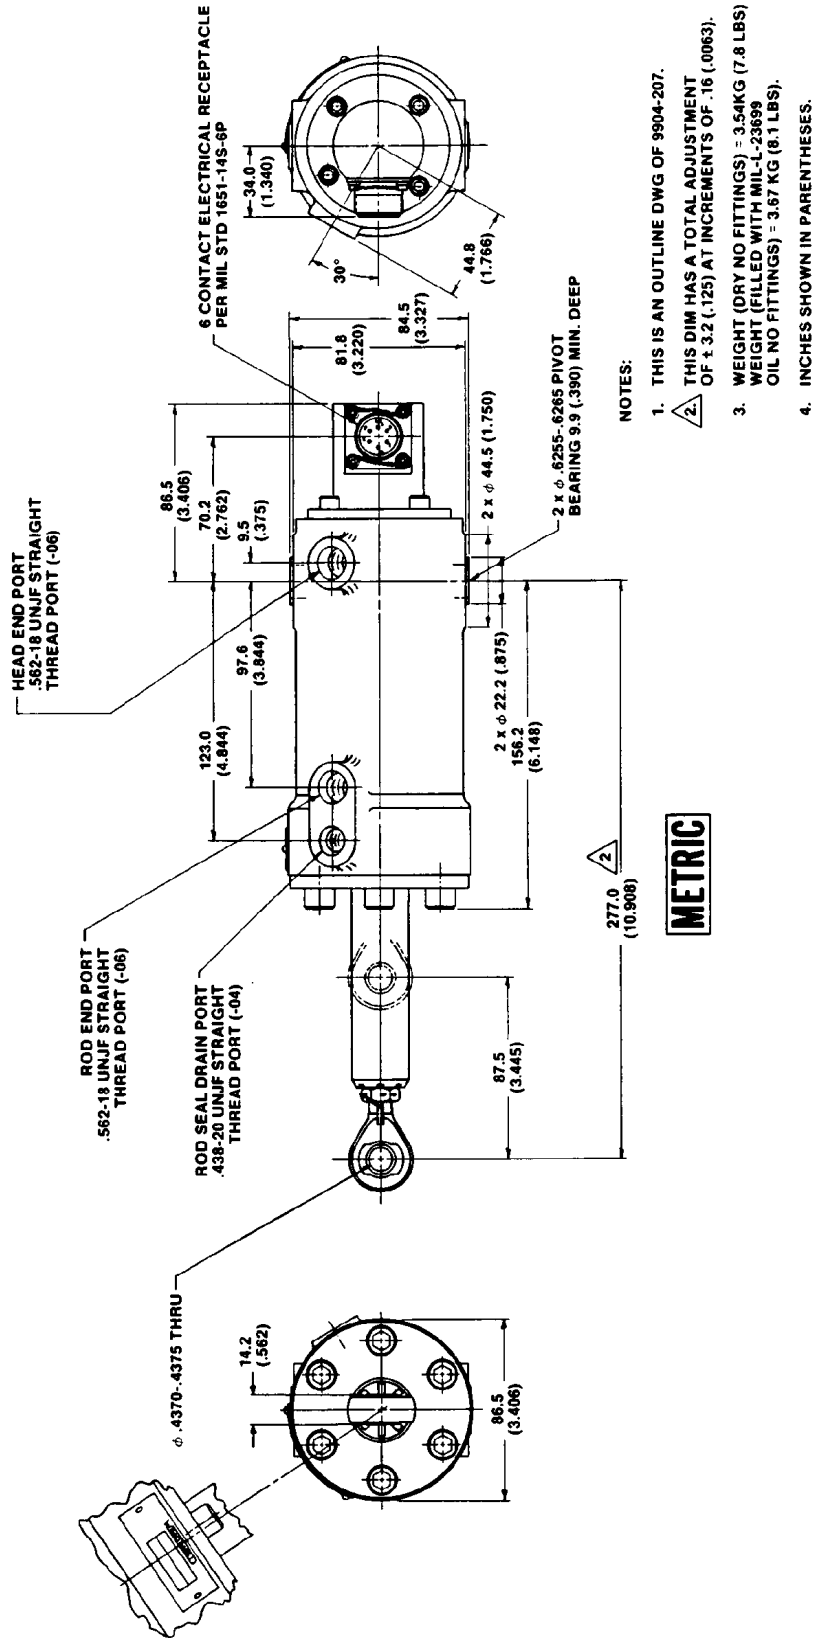 HEAD END PORT
.562-18 UNJF STRAIGHT
THREAD PORT (-06)
ROD END PORT
.562-18 UNJF STRAIGHT
THREAD PORT (-06)
ROD SEAL DRAIN PORT
.438-20 UNJF STRAIGHT
THREAD PORT (-04)
ϕ .4370-.4375 THRU
6 CONTACT ELECTRICAL RECEPTACLE
PER MIL STD 1651-14S-6P
14.2
(.562)
86.5
(3.406)
123.0
(4.844)
97.6
(3.844)
86.5
(3.406)
70.2
(2.762)
9.5
(.375)
81.8
(3.220)
84.5
(3.327)
34.0
(1.340)
30°
44.8
(1.766)
2 x ϕ 44.5 (1.750)
2 x ϕ .6255-.6265 PIVOT
BEARING 9.9 (.390) MIN. DEEP
2 x ϕ 22.2 (.875)
156.2
(6.148)
87.5
(3.445)
2
277.0
(10.908)
METRIC
NOTES:
1. THIS IS AN OUTLINE DWG OF 9904-207.
2. THIS DIM HAS A TOTAL ADJUSTMENT
OF ± 3.2 (.125) AT INCREMENTS OF .16 (.0063).
3. WEIGHT (DRY NO FITTINGS) = 3.54KG (7.8 LBS)
WEIGHT (FILLED WITH MIL-L-23699
OIL NO FITTINGS) = 3.67 KG (8.1 LBS).
4. INCHES SHOWN IN PARENTHESES.